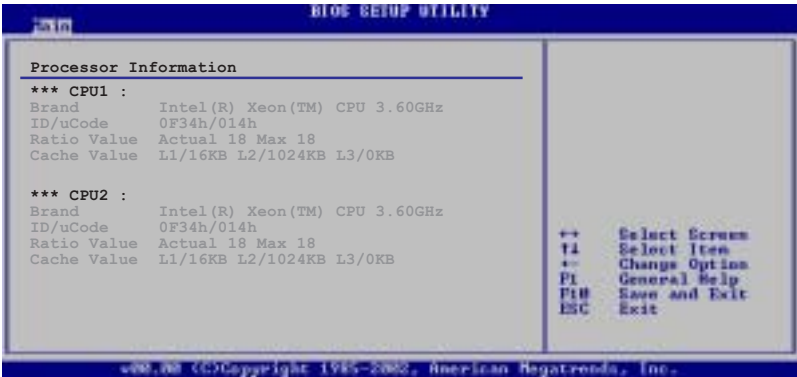 BIOS SETUP UTILITY
Main
Processor Information
*** CPU1 :
Brand Intel(R) Xeon(TM) CPU 3.60GHz
ID/uCode 0F34h/014h
Ratio Value Actual 18 Max 18
Cache Value L1/16KB L2/1024KB L3/0KB
*** CPU2 :
Brand Intel(R) Xeon(TM) CPU 3.60GHz
ID/uCode 0F34h/014h
Ratio Value Actual 18 Max 18
Cache Value L1/16KB L2/1024KB L3/0KB
↔ Select Screen
↑↓ Select Item
+- Change Option
F1 General Help
F10 Save and Exit
ESC Exit
v00.00 (C)Copyright 1985-2002, American Megatrends, Inc.